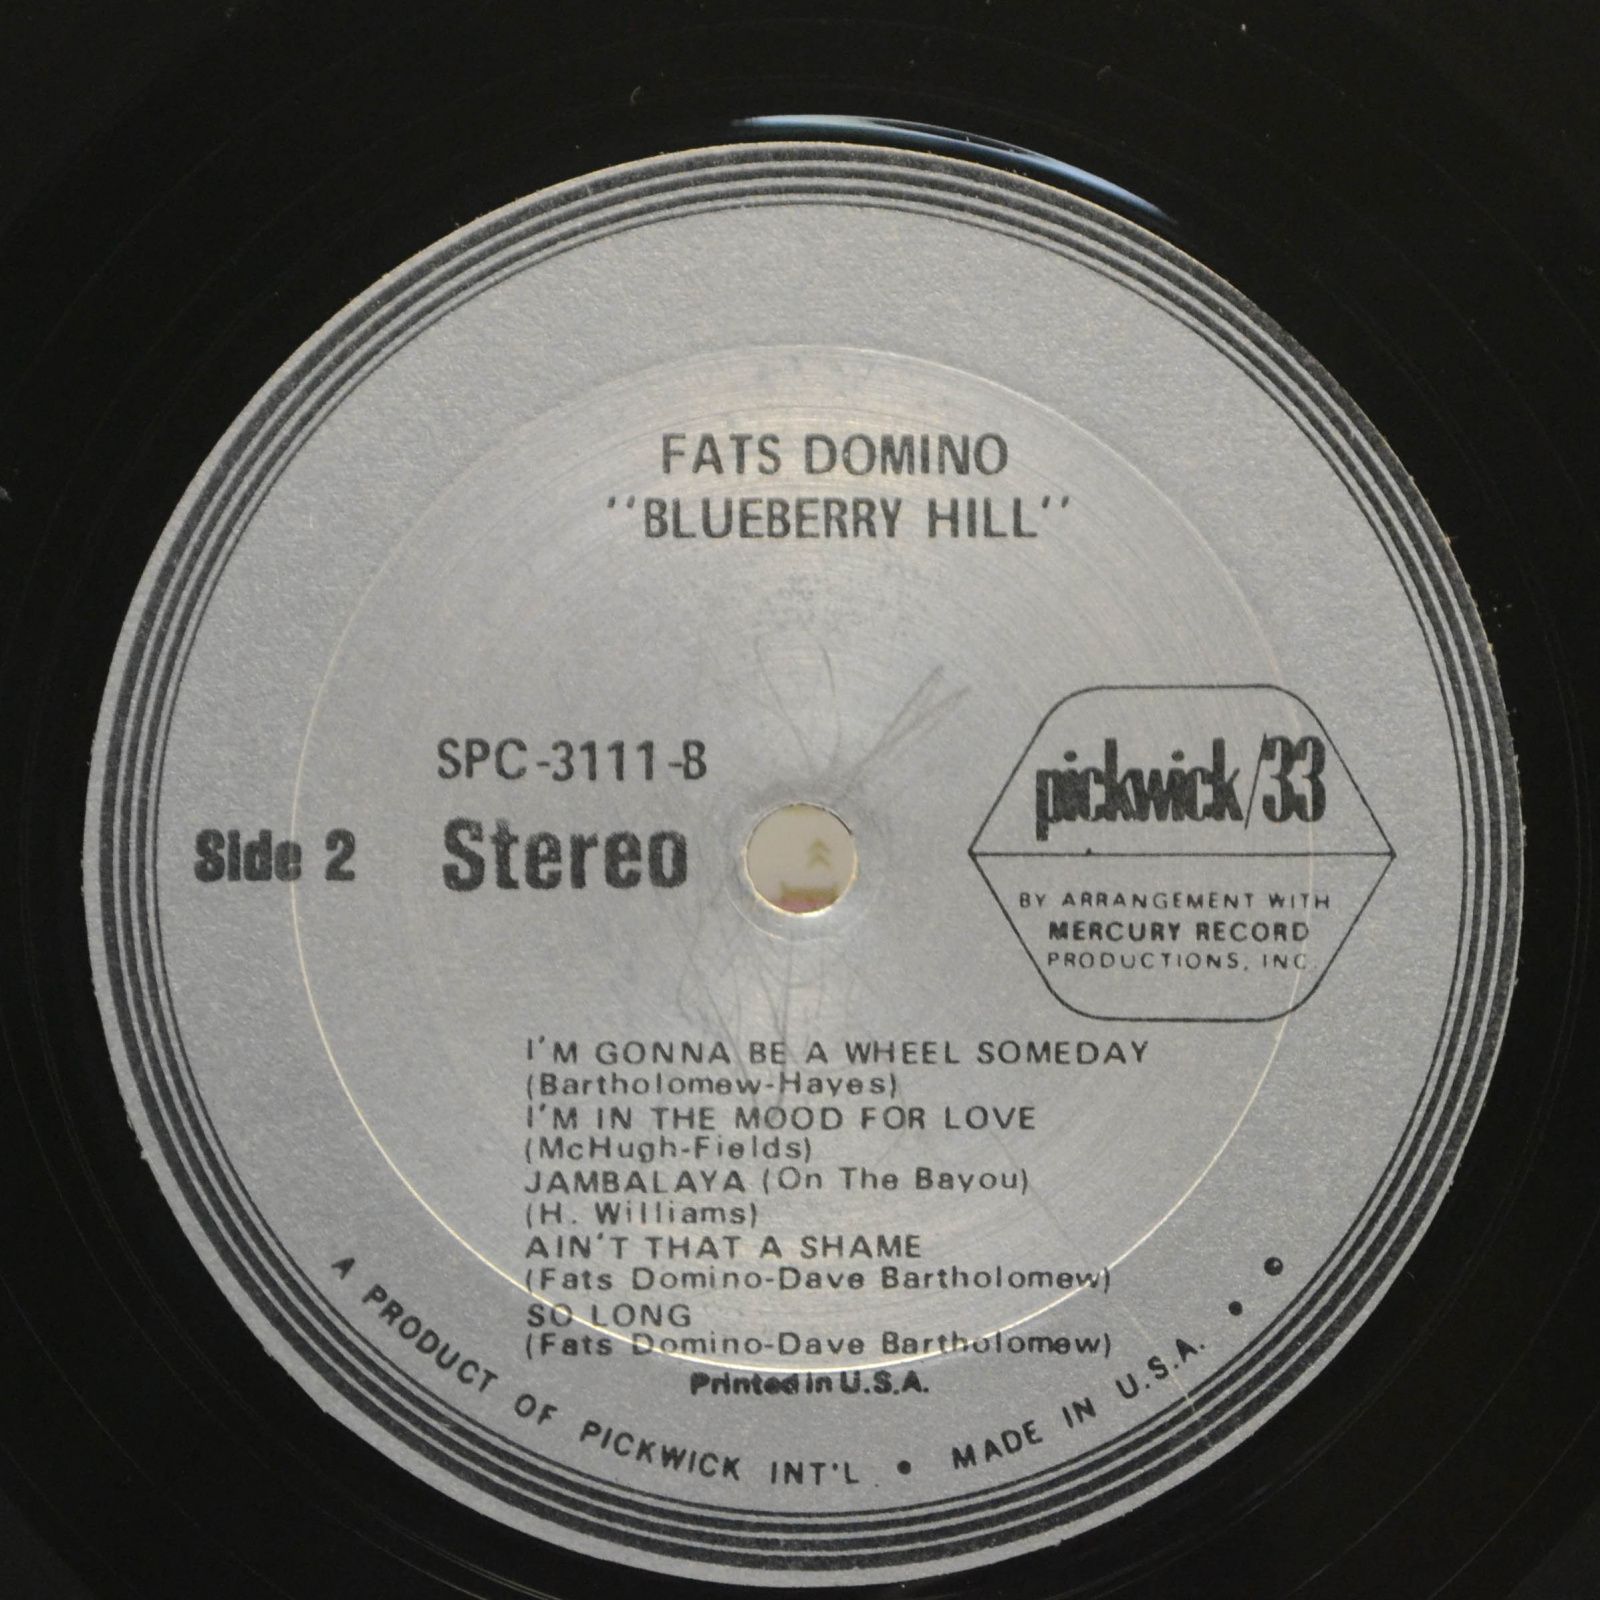 FATS DOMINO
"BLUEBERRY HILL"
SPC-3111-B
Side 2 Stereo
pickwick/33
BY ARRANGEMENT WITH
MERCURY RECORD
PRODUCTIONS, INC.
I'M GONNA BE A WHEEL SOMEDAY
(Bartholomew-Hayes)
I'M IN THE MOOD FOR LOVE
(McHugh-Fields)
JAMBALAYA (On The Bayou)
(H. Williams)
AIN'T THAT A SHAME
(Fats Domino-Dave Bartholomew)
SO LONG
(Fats Domino-Dave Bartholomew)
Printed in U.S.A.
A PRODUCT OF PICKWICK INT'L • MADE IN U.S.A. • •